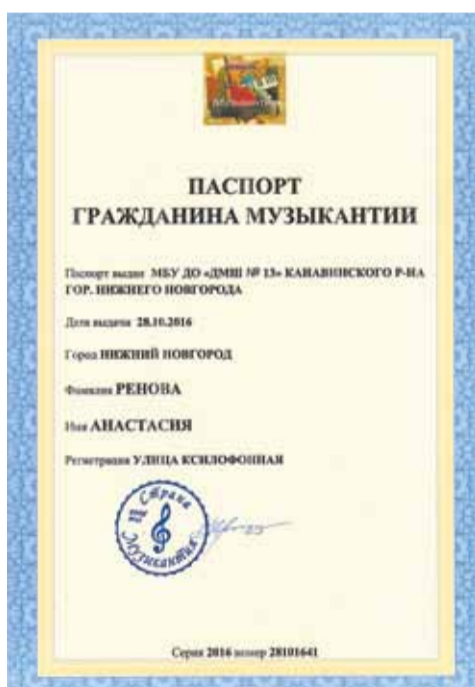 ПАСПОРТ
ГРАЖДАНИНА МУЗЫКАНТИИ
Паспорт выдан МБУ ДО «ДМШ № 13» КАНАВИНСКОГО Р-НА
ГОР. НИЖНЕГО НОВГОРОДА
Дата выдачи 28.10.2016
Город НИЖНИЙ НОВГОРОД
Фамилия РЕНОВА
Имя АНАСТАСИЯ
Регистрация УЛИЦА КСИЛОФОННАЯ
Страна
Музыкантия
Серия 2016 номер 28101641